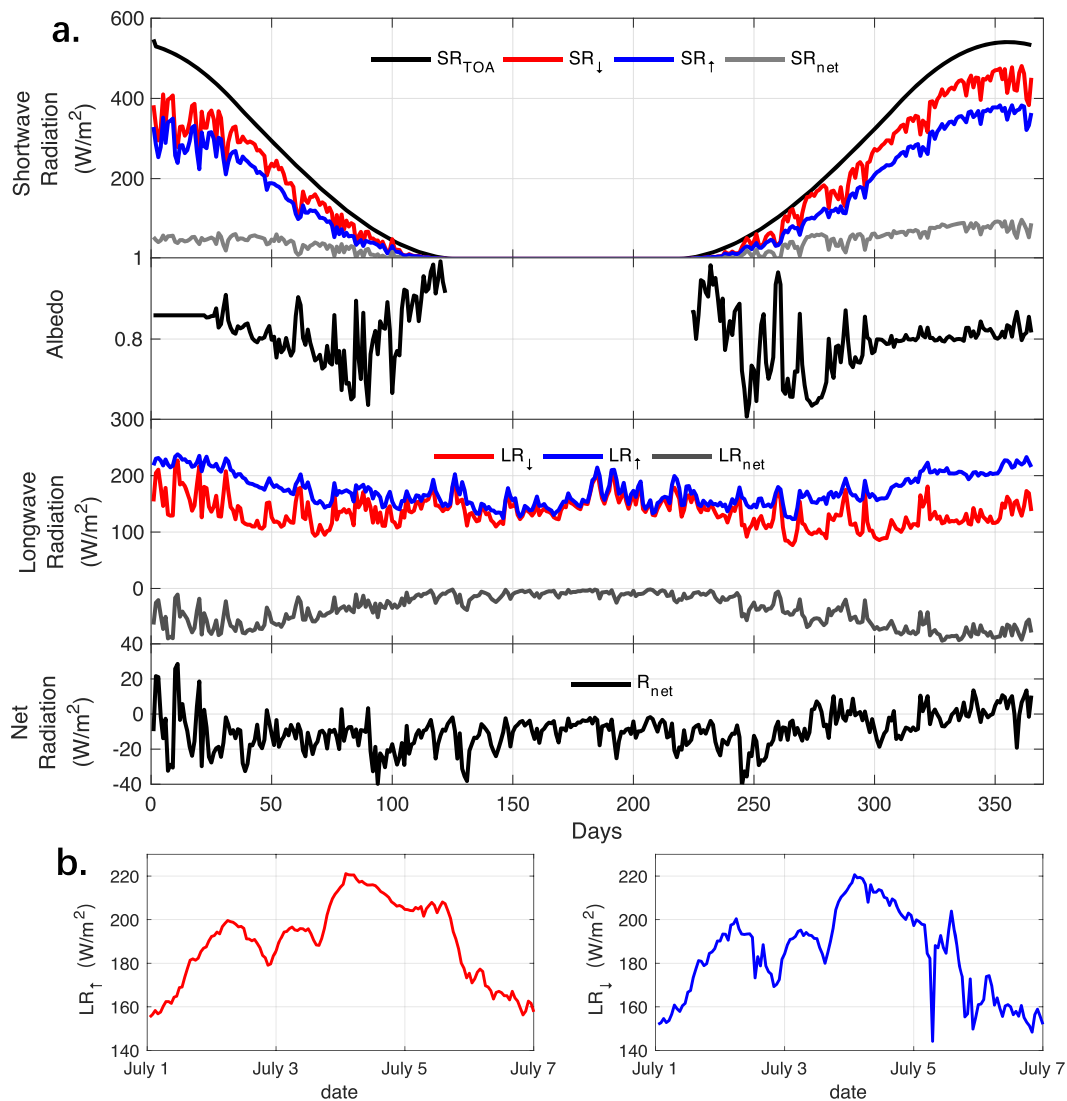 a.
600
400
200
Shortwave
Radiation
(W/m²)
SR_TOA SR↓ SR↑ SR_net
1
0.8
Albedo
300
300
200
100
0
Longwave
Radiation
(W/m²)
LR↓ LR↑ LR_net
40
20
0
-20
-40
Net
Radiation
(W/m²)
R_net
0 50 100 150 200 250 300 350
Days
b.
220
200
180
160
140
LR↑ (W/m²)
July 1 July 3 July 5 July 7
date
220
200
180
160
140
LR↓ (W/m²)
July 1 July 3 July 5 July 7
date